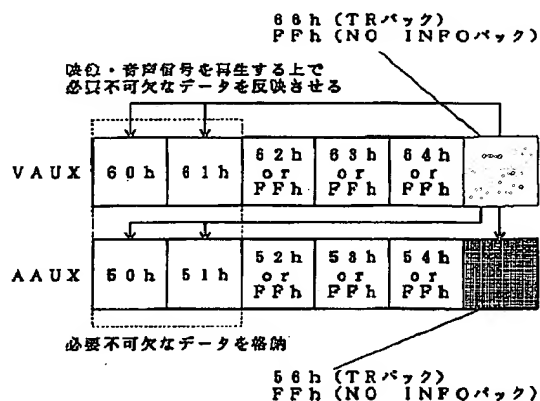 66h (TRパック)
FFh (NO INFOパック)
映像・音声信号を再生する上で
必要不可欠なデータを反映させる
VAUX 60h 61h 62h or FFh 63h or FFh 64h or FFh
AAUX 50h 51h 52h or FFh 53h or FFh 54h or FFh
必要不可欠なデータを格納
56h (TRパック)
FFh (NO INFOパック)